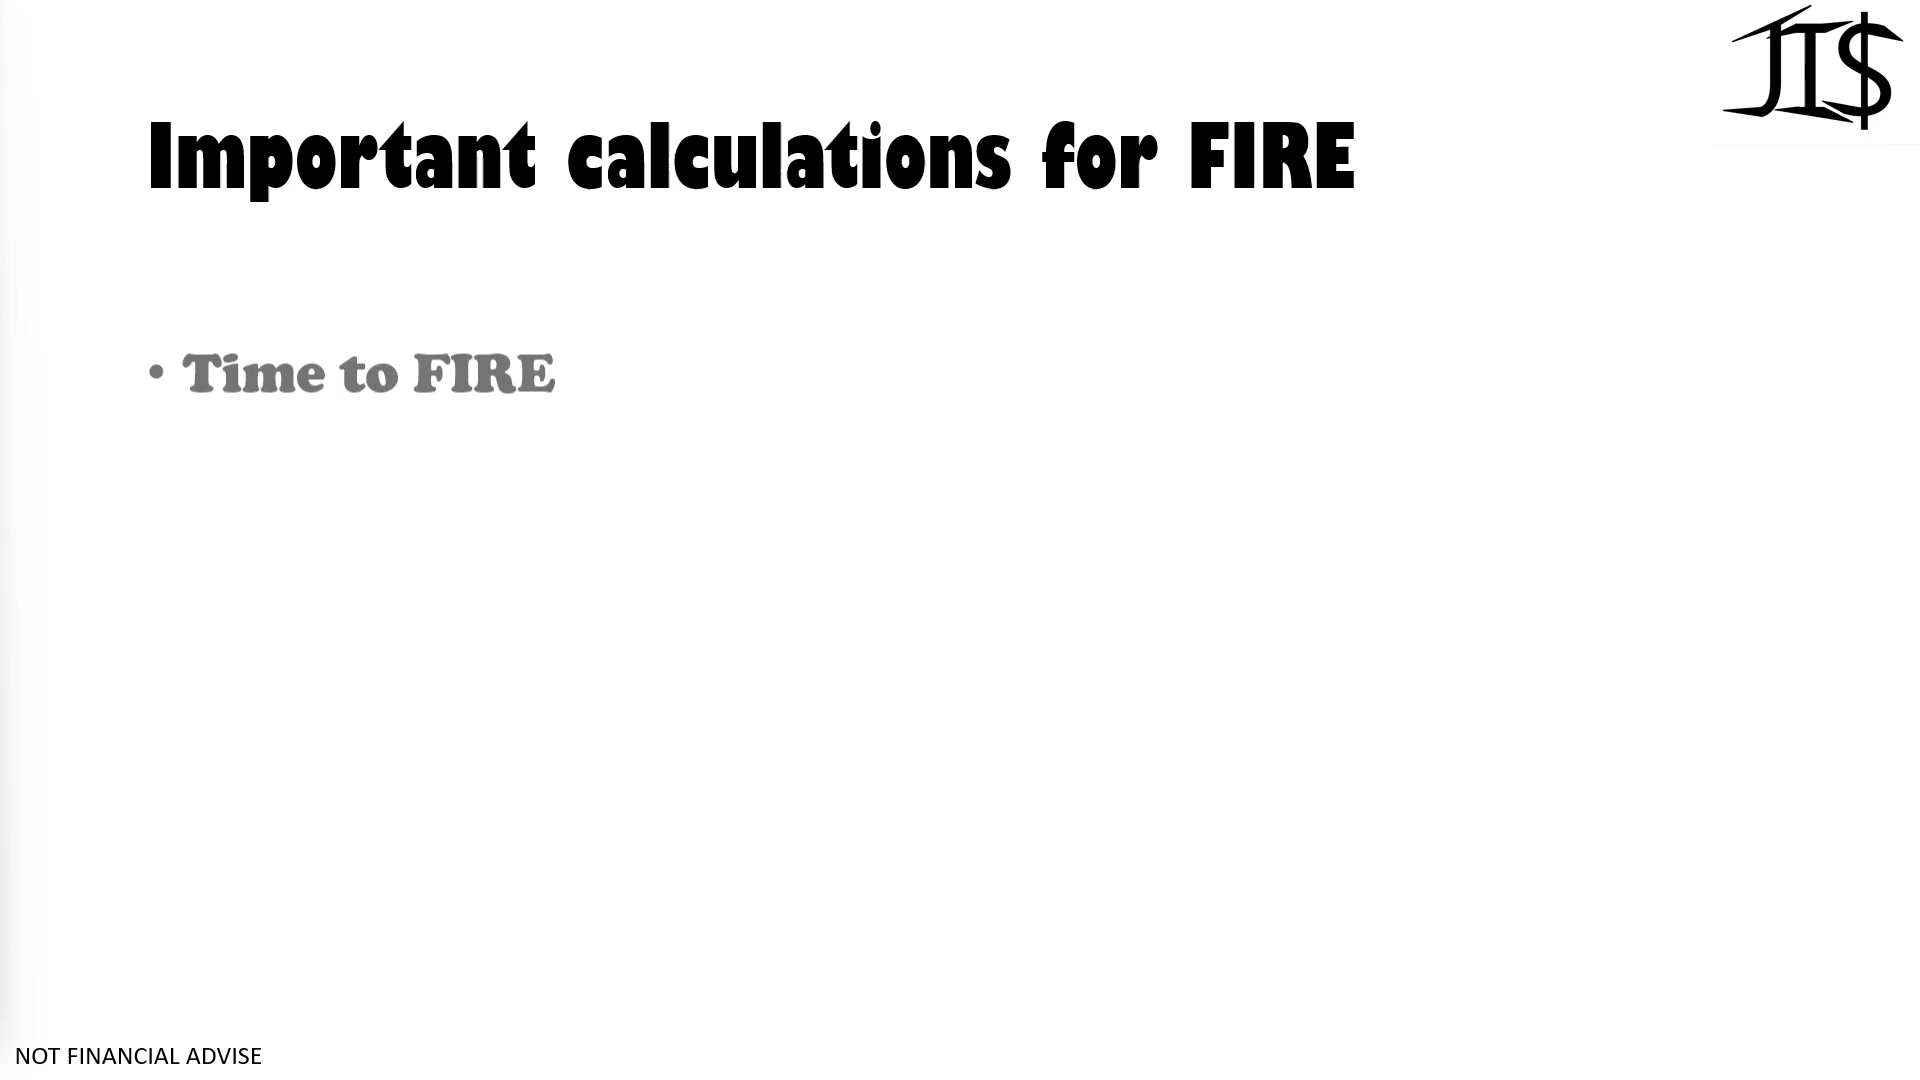 JI$
Important calculations for FIRE
• Time to FIRE
NOT FINANCIAL ADVISE